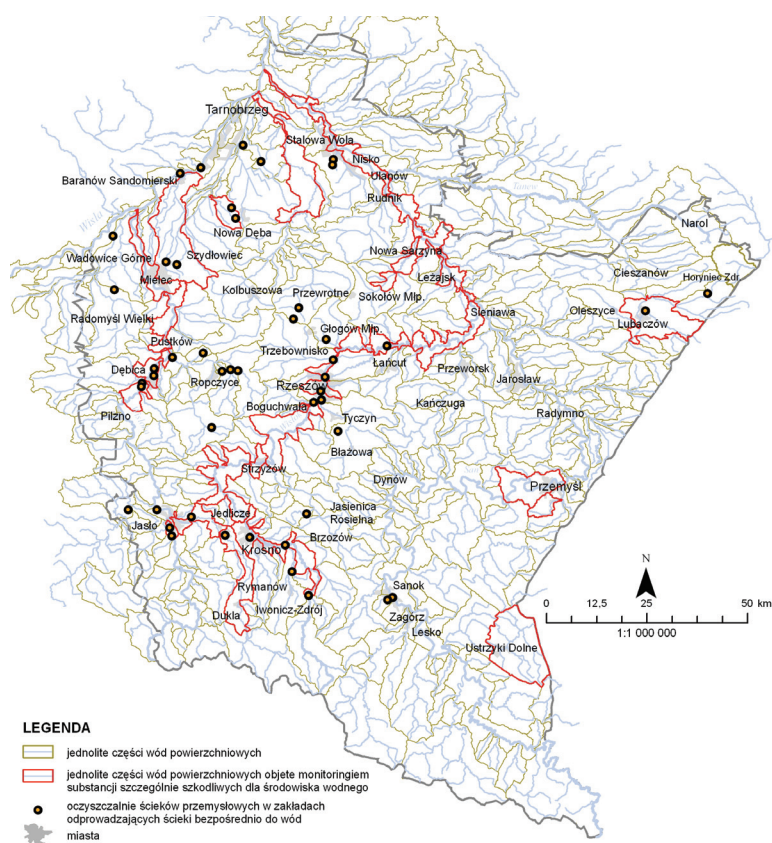 Tarnobrzeg
Stalowa Wola
Nisko
Baranów Sandomierski
Ulanów
Tanew
Rudnik
Wisła
Narol
Nowa Dęba
Nowa Sarzyna
Wadowice Górne
Szydłowiec
Cieszanów
Mielec
Leżajsk
Horyniec Zdr.
Kolbuszowa
Przewrotne
Sokołów Młp.
Oleszyce
Radomyśl Wielki
Sieniawa
Lubaczów
Głogów Młp.
Pustków
Trzebownisko
Dębica
Łańcut
Przeworsk
Ropczyce
Rzeszów
Jarosław
Pilzno
Boguchwała
Kańczuga
Tyczyn
Radymno
Błażowa
Strzyżów
Dynów
Przemyśl
Jedlicze
Jasienica
Rosielna
Jasło
Krosno
Brzozów
Rymanów
Sanok
Dukla
Iwonicz-Zdrój
Zagórz
Lesko
Ustrzyki Dolne
N
0 12,5 25 50 km
1:1 000 000
LEGENDA
jednolite części wód powierzchniowych
jednolite części wód powierzchniowych objete monitoringiem
substancji szczególnie szkodliwych dla środowiska wodnego
oczyszczalnie ścieków przemysłowych w zakładach
odprowadzających ścieki bezpośrednio do wód
miasta